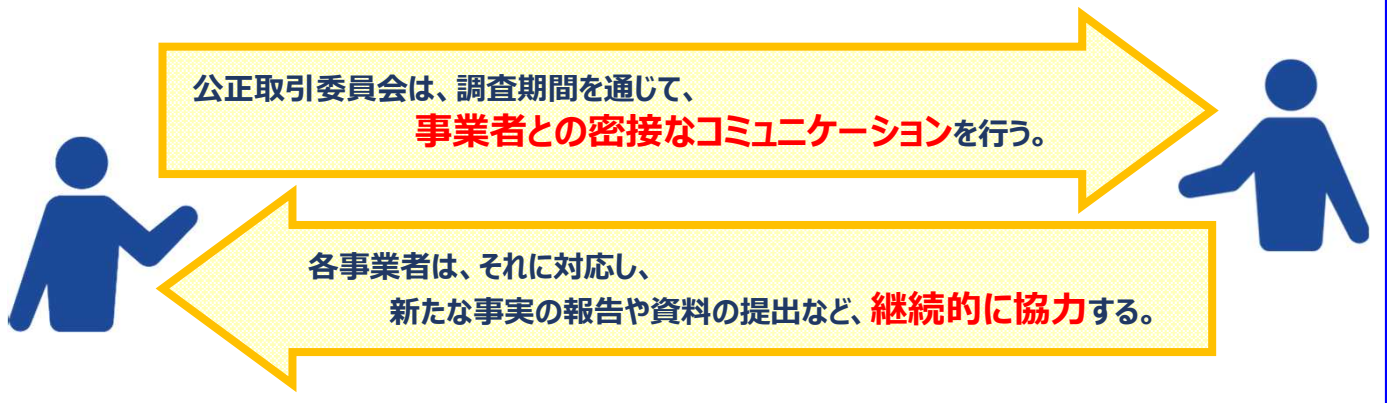 公正取引委員会は、調査期間を通じて、
事業者との密接なコミュニケーションを行う。
各事業者は、それに対応し、
新たな事実の報告や資料の提出など、継続的に協力する。